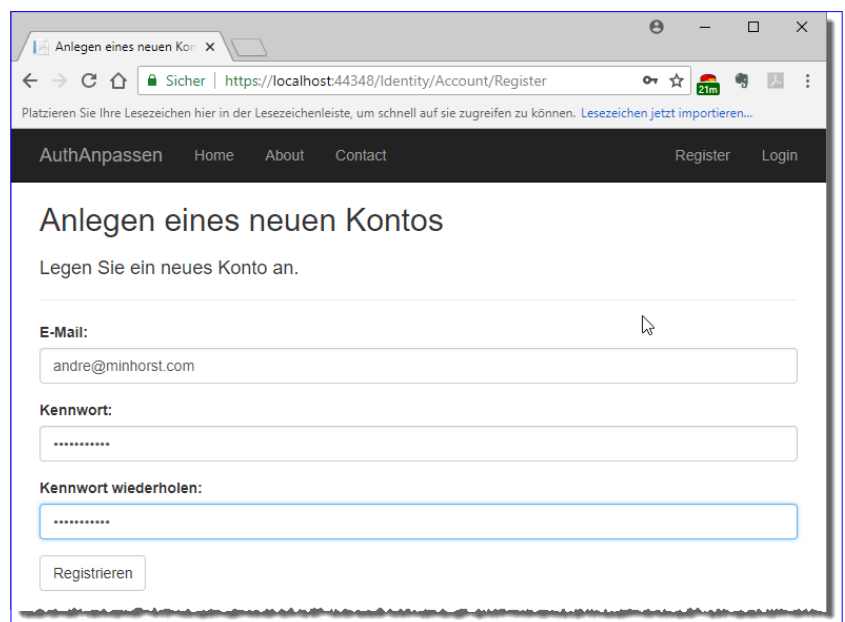 Anlegen eines neuen Kon
Sicher | https://localhost:44348/Identity/Account/Register
21m
Platzieren Sie Ihre Lesezeichen hier in der Lesezeichenleiste, um schnell auf sie zugreifen zu können. Lesezeichen jetzt importieren...
AuthAnpassen Home About Contact Register Login
Anlegen eines neuen Kontos
Legen Sie ein neues Konto an.
E-Mail:
andre@minhorst.com
Kennwort:
•••••••••••
Kennwort wiederholen:
•••••••••••
Registrieren